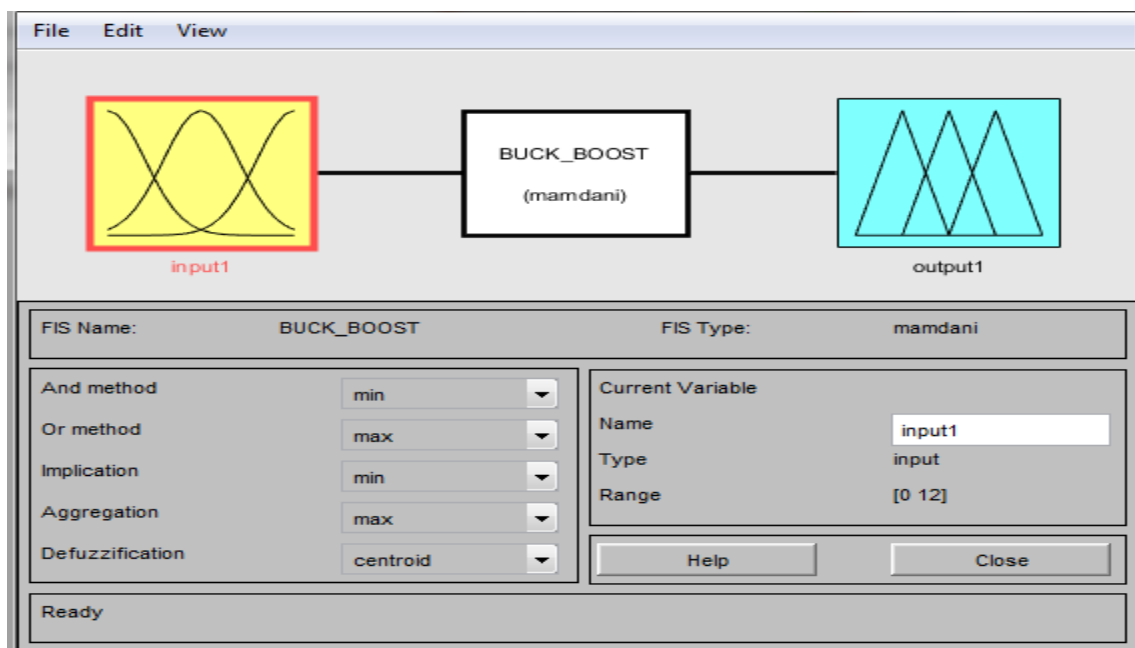 File Edit View
BUCK_BOOST
(mamdani)
input1
output1
FIS Name: BUCK_BOOST FIS Type: mamdani
And method min
Or method max
Implication min
Aggregation max
Defuzzification centroid
Current Variable
Name input1
Type input
Range [0 12]
Help Close
Ready